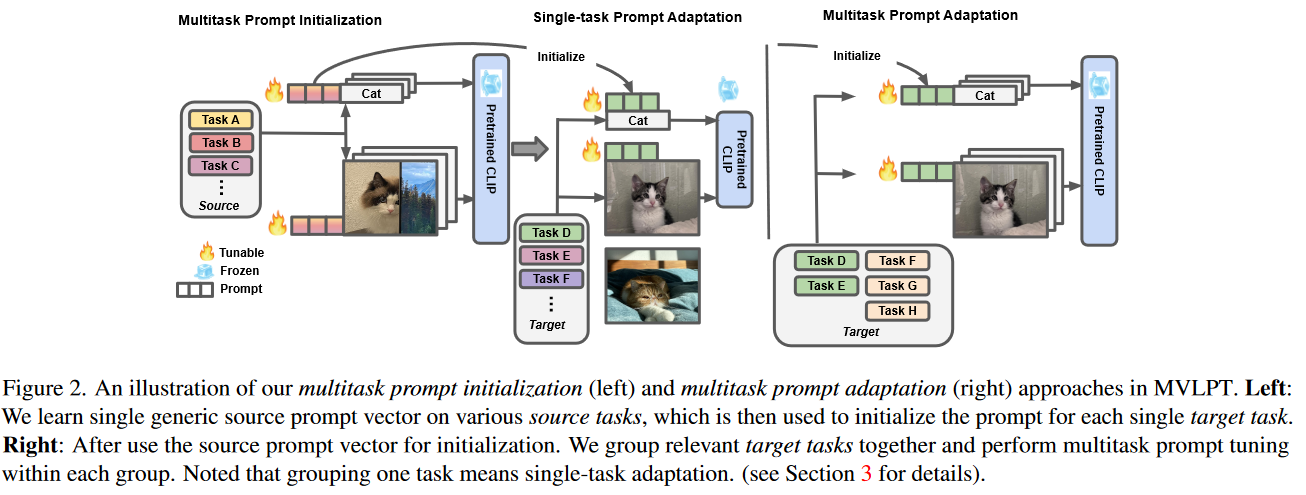 Multitask Prompt Initialization
Single-task Prompt Adaptation
Multitask Prompt Adaptation
Initialize
Initialize
Cat
Task A
Task B
Task C
Source
Pretrained CLIP
Tunable
Frozen
Prompt
Cat
Pretrained
CLIP
Task D
Task E
Task F
Target
Cat
Pretrained CLIP
Task D
Task F
Task E
Task G
Task H
Target
Figure 2. An illustration of our multitask prompt initialization (left) and multitask prompt adaptation (right) approaches in MVLPT. Left:
We learn single generic source prompt vector on various source tasks, which is then used to initialize the prompt for each single target task.
Right: After use the source prompt vector for initialization. We group relevant target tasks together and perform multitask prompt tuning
within each group. Noted that grouping one task means single-task adaptation. (see Section 3 for details).